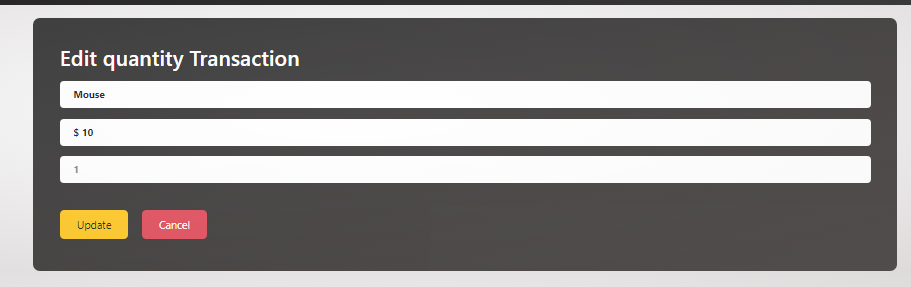 Edit quantity Transaction
Mouse
$ 10
1
Update Cancel